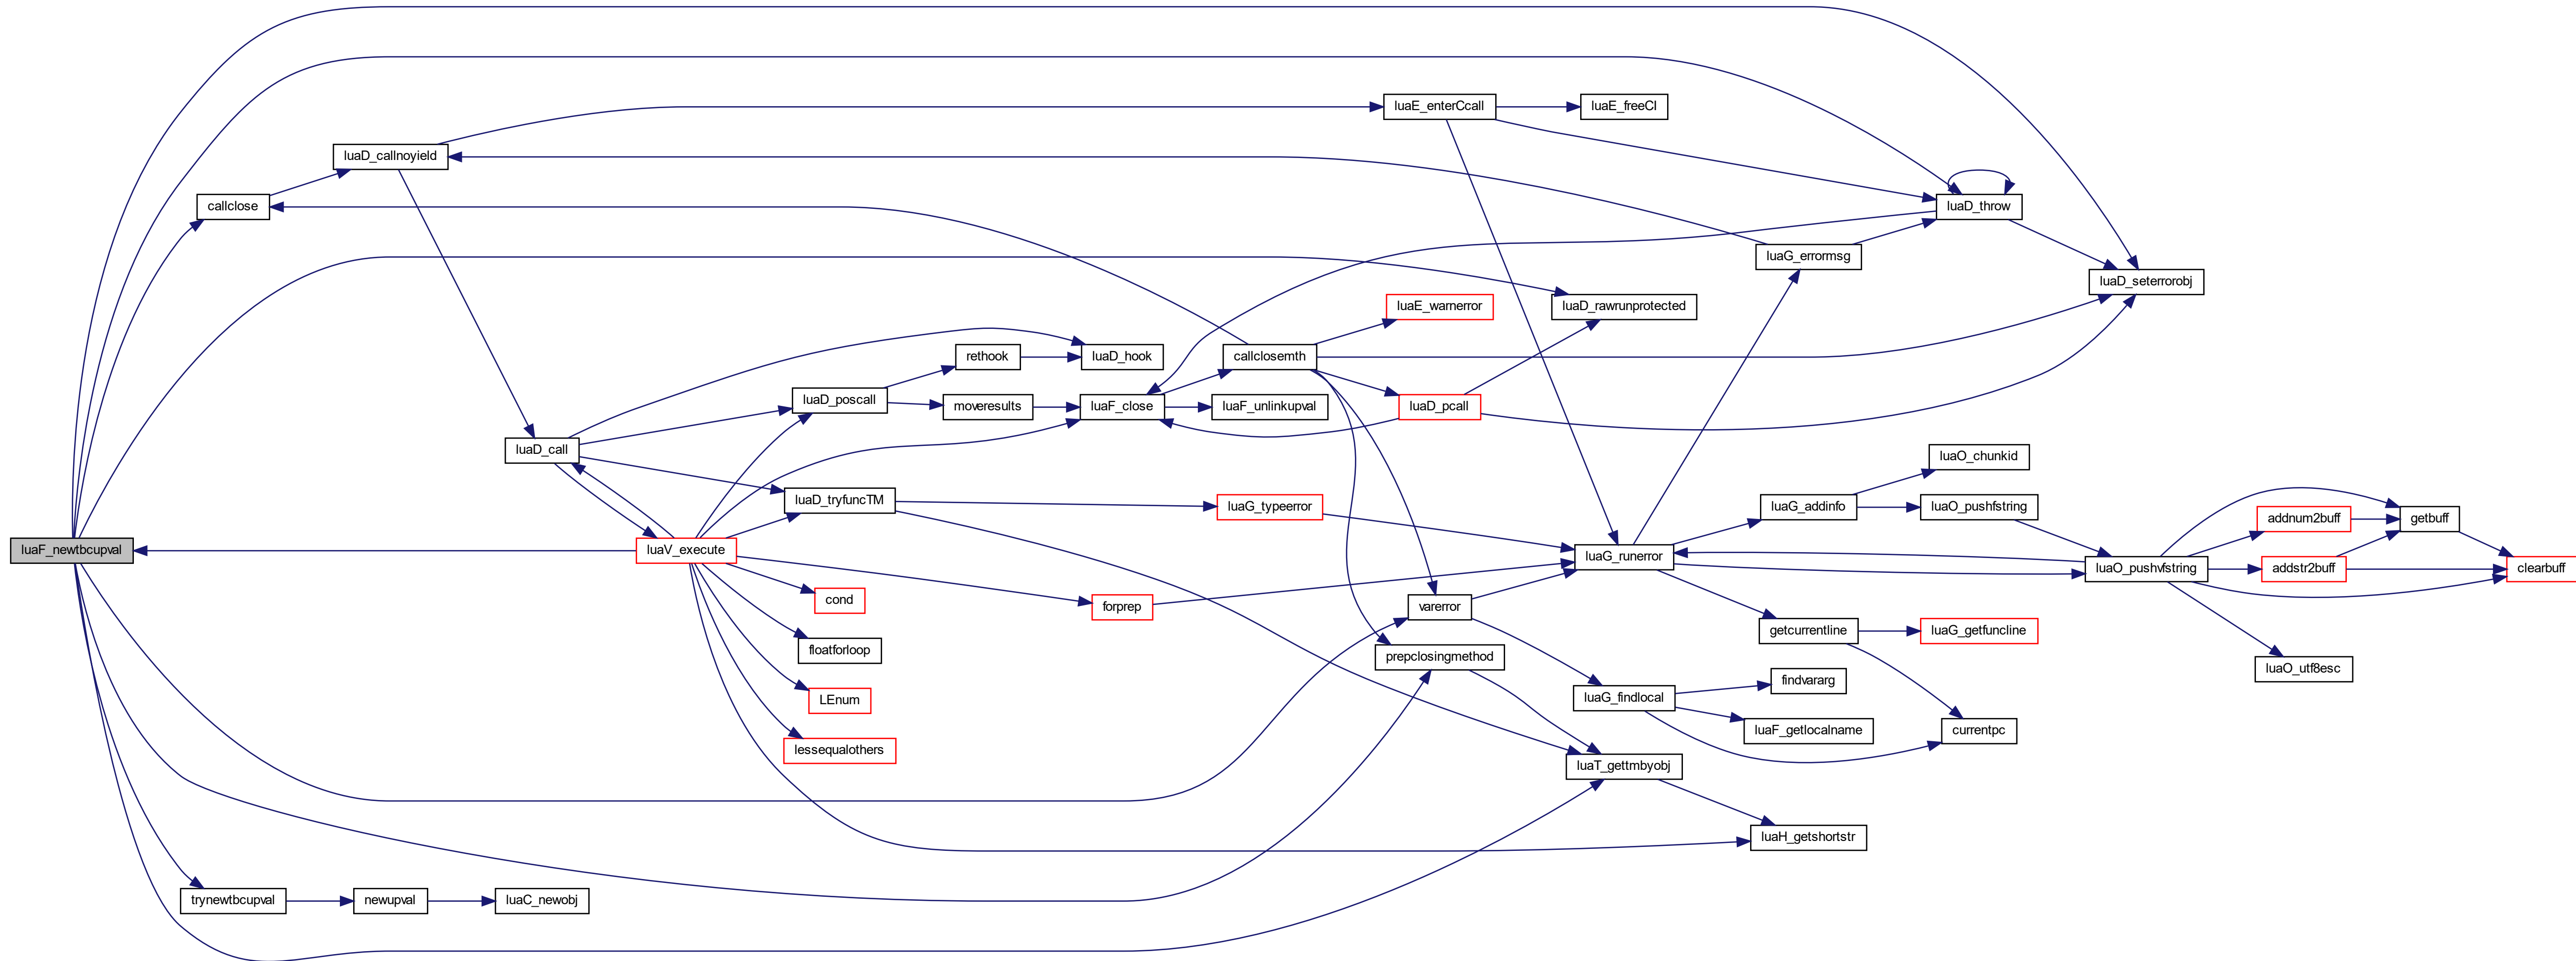 luaE_enterCcall
luaE_freeCI
luaD_callnoyield
callclose
luaD_throw
luaG_errormsg
luaD_seterrorobj
luaE_warnerror
luaD_rawrunprotected
rethook
luaD_hook
callclosemth
luaD_poscall
moveresults
luaF_close
luaF_unlinkupval
luaD_pcall
luaD_call
luaO_chunkid
luaD_tryfuncTM
luaG_typeerror
luaG_addinfo
luaO_pushfstring
addnum2buff
getbuff
luaF_newtbcupval
luaV_execute
luaG_runerror
luaO_pushvfstring
addstr2buff
clearbuff
cond
forprep
varerror
getcurrentline
luaG_getfuncline
floatforloop
prepclosingmethod
luaO_utf8esc
findvararg
LEnum
luaG_findlocal
luaF_getlocalname
currentpc
lessequalothers
luaT_gettmbyobj
luaH_getshortstr
trynewtbcupval
newupval
luaC_newobj